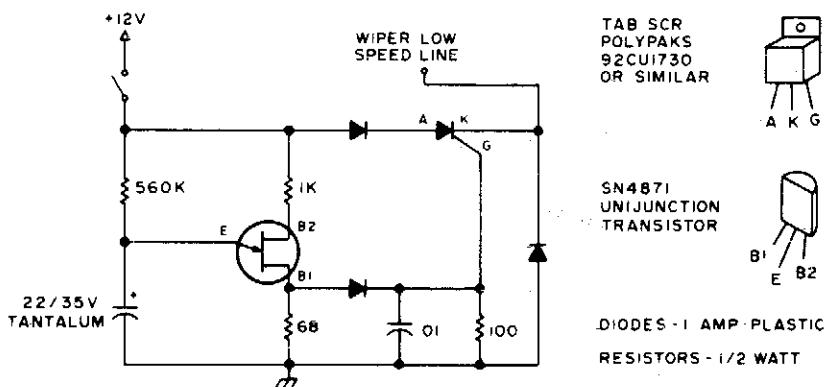 +12V
WIPER LOW
SPEED LINE
TAB SCR
POLYPAKS
92CU1730
OR SIMILAR
A K G
A K
G
560K
1K
E
B2
B1
SN4871
UNIJUNCTION
TRANSISTOR
B1 E B2
22/35V
TANTALUM
+
68
01
100
DIODES - 1 AMP PLASTIC
RESISTORS - 1/2 WATT